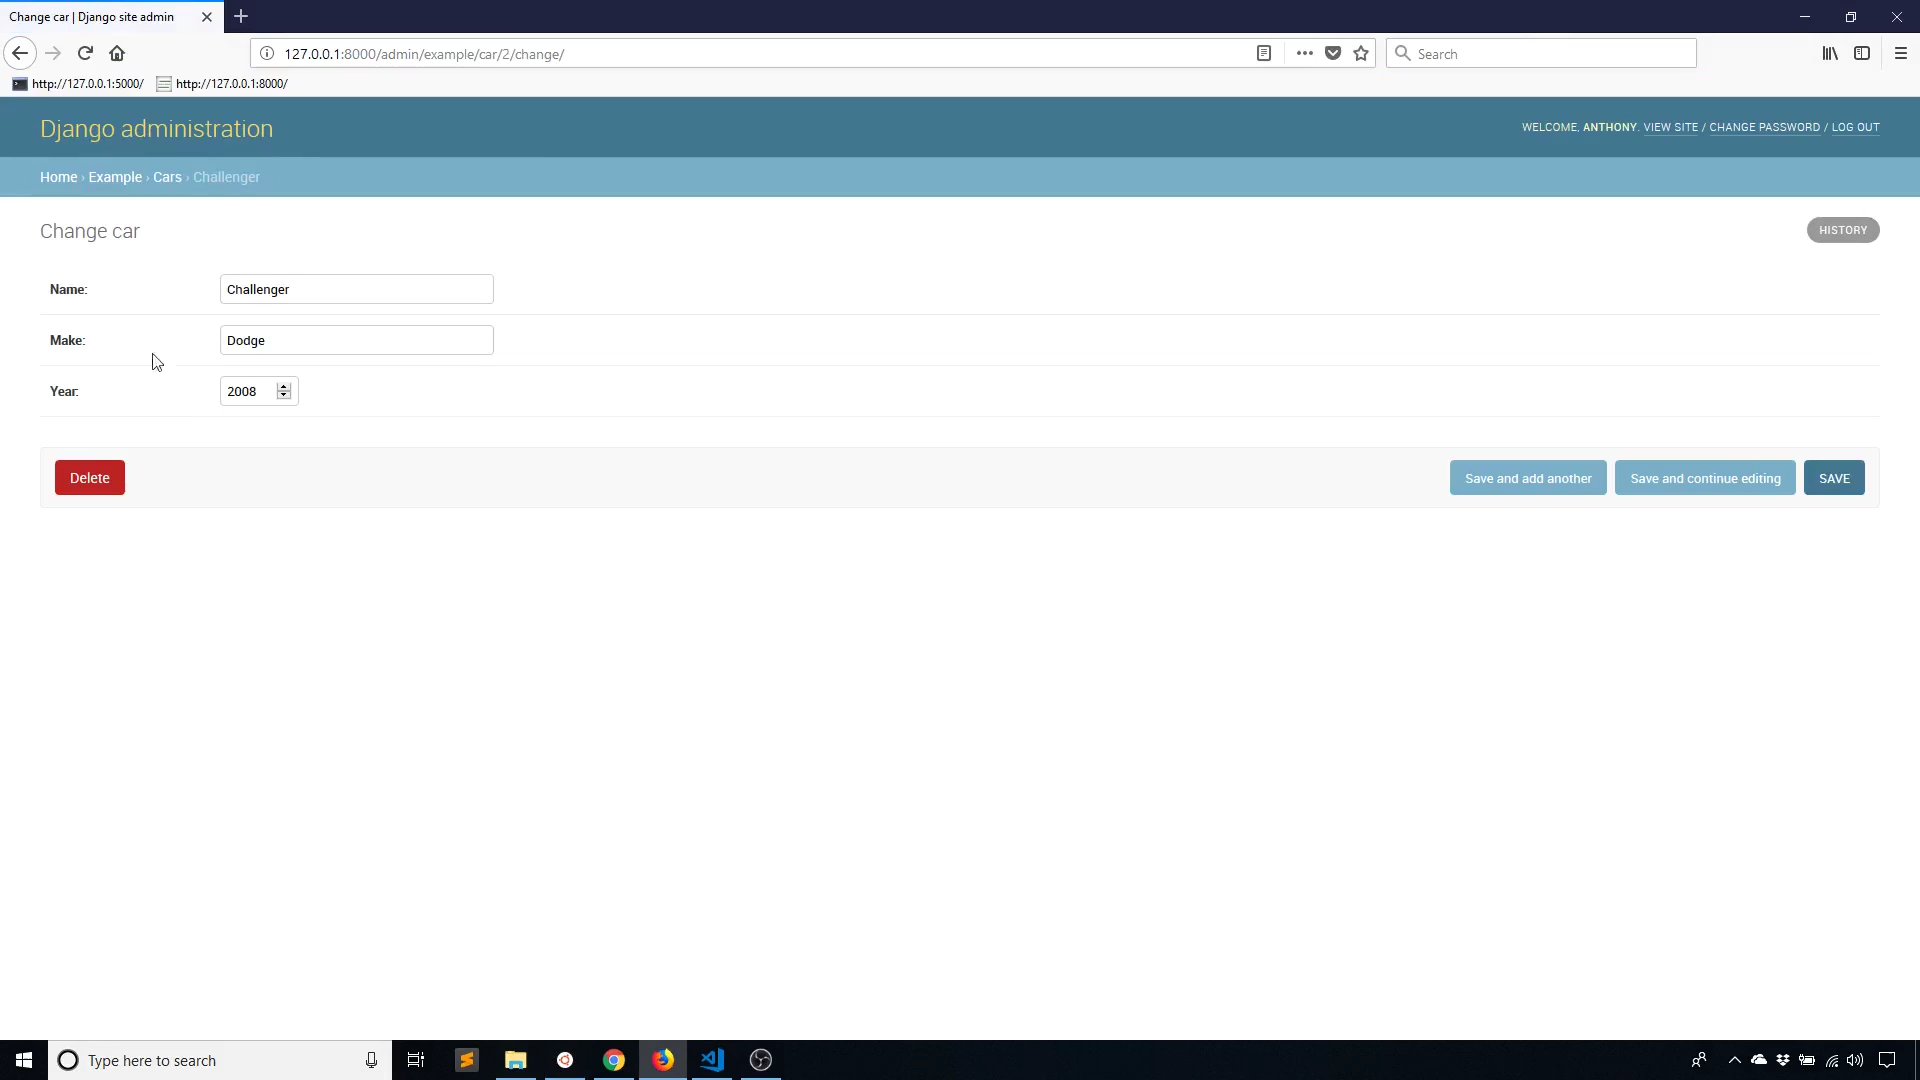 Change car | Django site admin
127.0.0.1:8000/admin/example/car/2/change/
Search
http://127.0.0.1:5000/
http://127.0.0.1:8000/
Django administration
WELCOME, ANTHONY. VIEW SITE / CHANGE PASSWORD / LOG OUT
Home › Example › Cars › Challenger
Change car
HISTORY
Name: Challenger
Make: Dodge
Year: 2008
Delete
Save and add another
Save and continue editing
SAVE
Type here to search